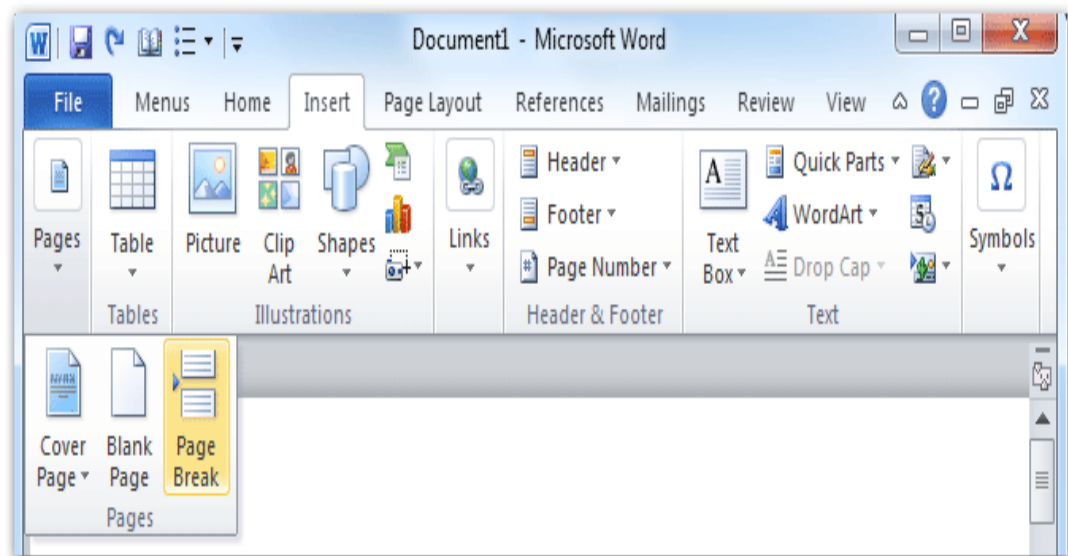 Document1 - Microsoft Word
File Menus Home Insert Page Layout References Mailings Review View
Pages
Table
Picture
Clip
Art
Shapes
Links
Header
Footer
Page Number
Text
Box
Quick Parts
WordArt
Drop Cap
Symbols
Tables Illustrations Header & Footer Text
Cover
Page
Blank
Page
Page
Break
Pages